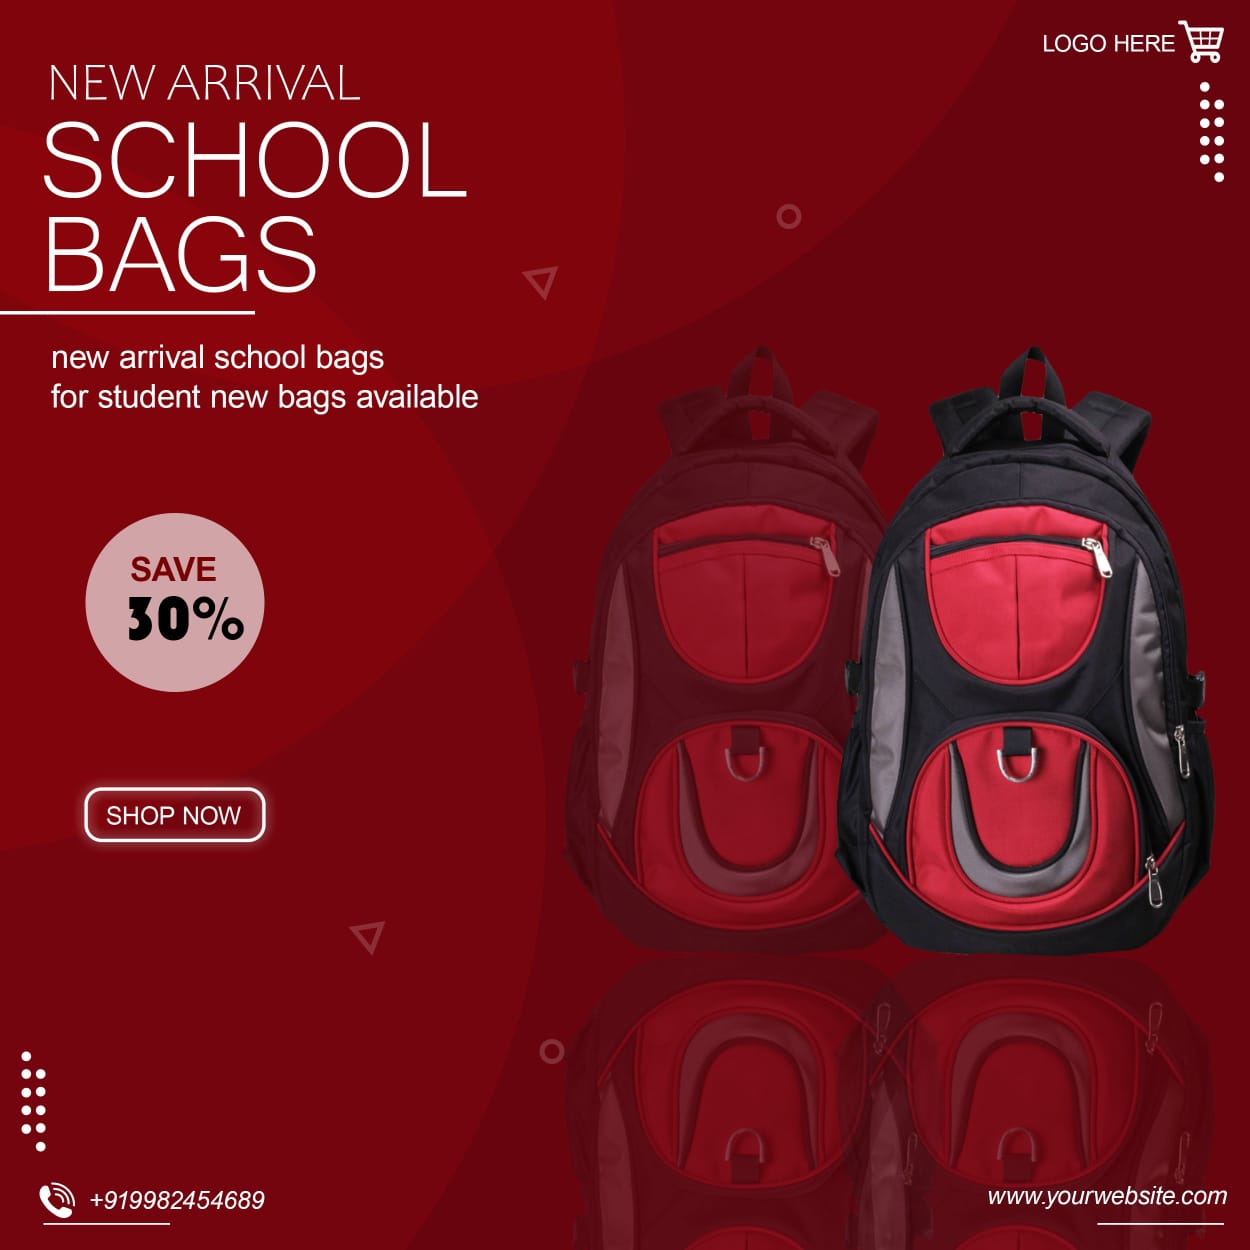 LOGO HERE
NEW ARRIVAL
SCHOOL
BAGS
new arrival school bags
for student new bags available
SAVE
30%
SHOP NOW
+919982454689
www.yourwebsite.com